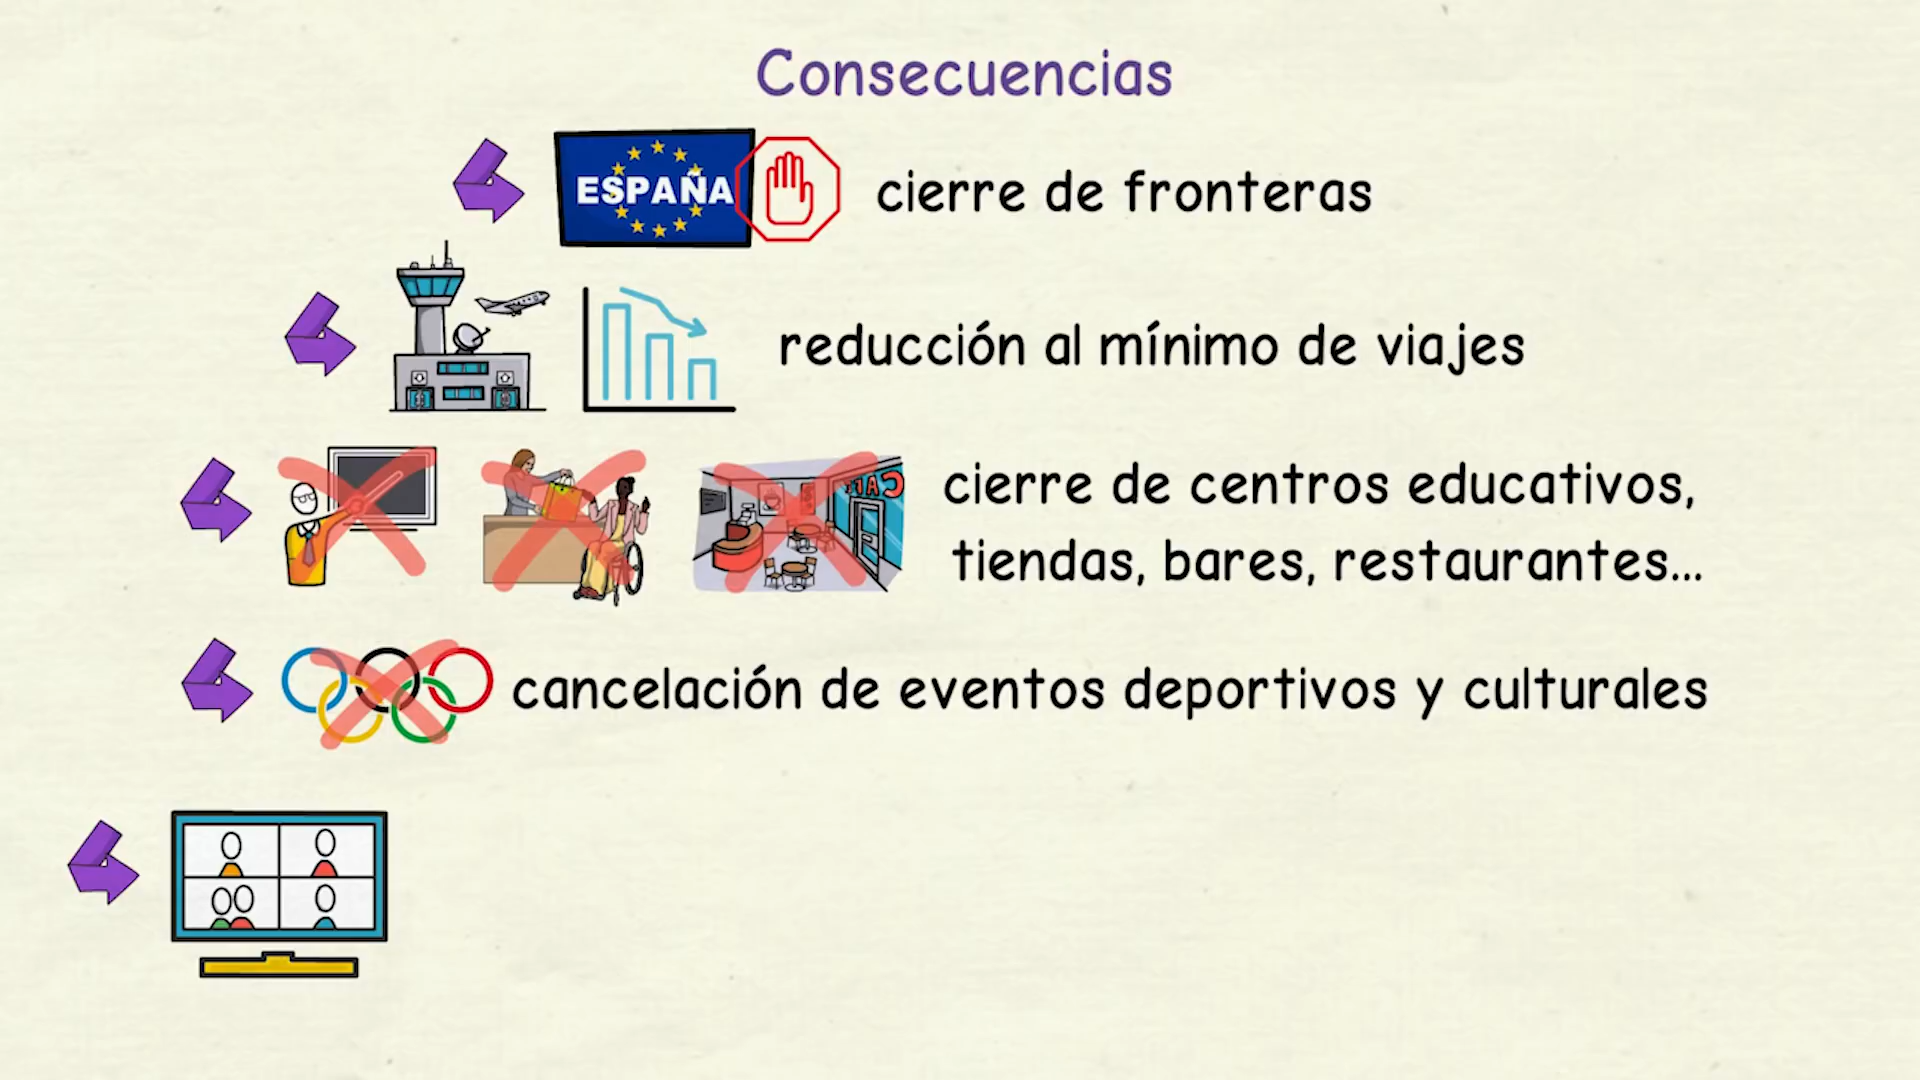 Consecuencias
ESPAÑA
cierre de fronteras
reducción al mínimo de viajes
CAFE
cierre de centros educativos,
tiendas, bares, restaurantes...
cancelación de eventos deportivos y culturales